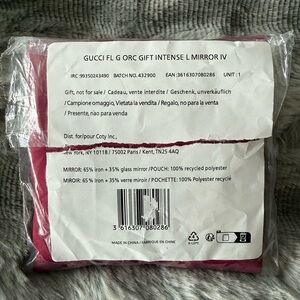 GUCCI FL G ORC GIFT INTENSE L MIRROR IV
IRC: 99350243490 BATCH NO. 432900 EAN :3616307080286 UNIT : 1
Gift, not for sale / Cadeau, vente interdite / Geschenk, unverkäuflich
/ Campione omaggio, Vietata la vendita / Regalo, no para la venta
/ Presente, nao para venda
Dist. for/pour Coty Inc.,
New York, NY 10118 / 75002 Paris / Kent, TN25 4AQ
MIRROR: 65% iron + 35% glass mirror / POUCH: 100% recycled polyester
MIROIR: 65% iron + 35% verre miroir / POCHETTE: 100% Polyester recyclé
3 616307 080286
MADE IN CHINA / FABRIQUE EN CHINE